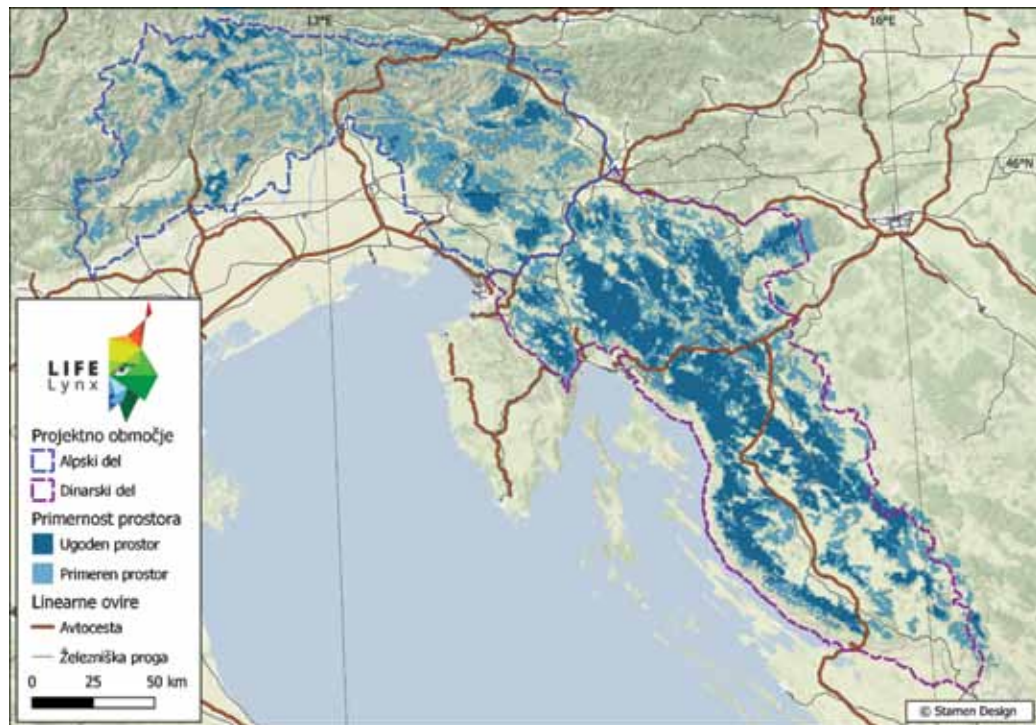 13°E
16°E
46°N
LIFE
Lynx
Projektno območje
Alpski del
Dinarski del
Primernost prostora
Ugoden prostor
Primeren prostor
Linearne ovire
Avtocesta
Železniška proga
0 25 50 km
© Stamen Design